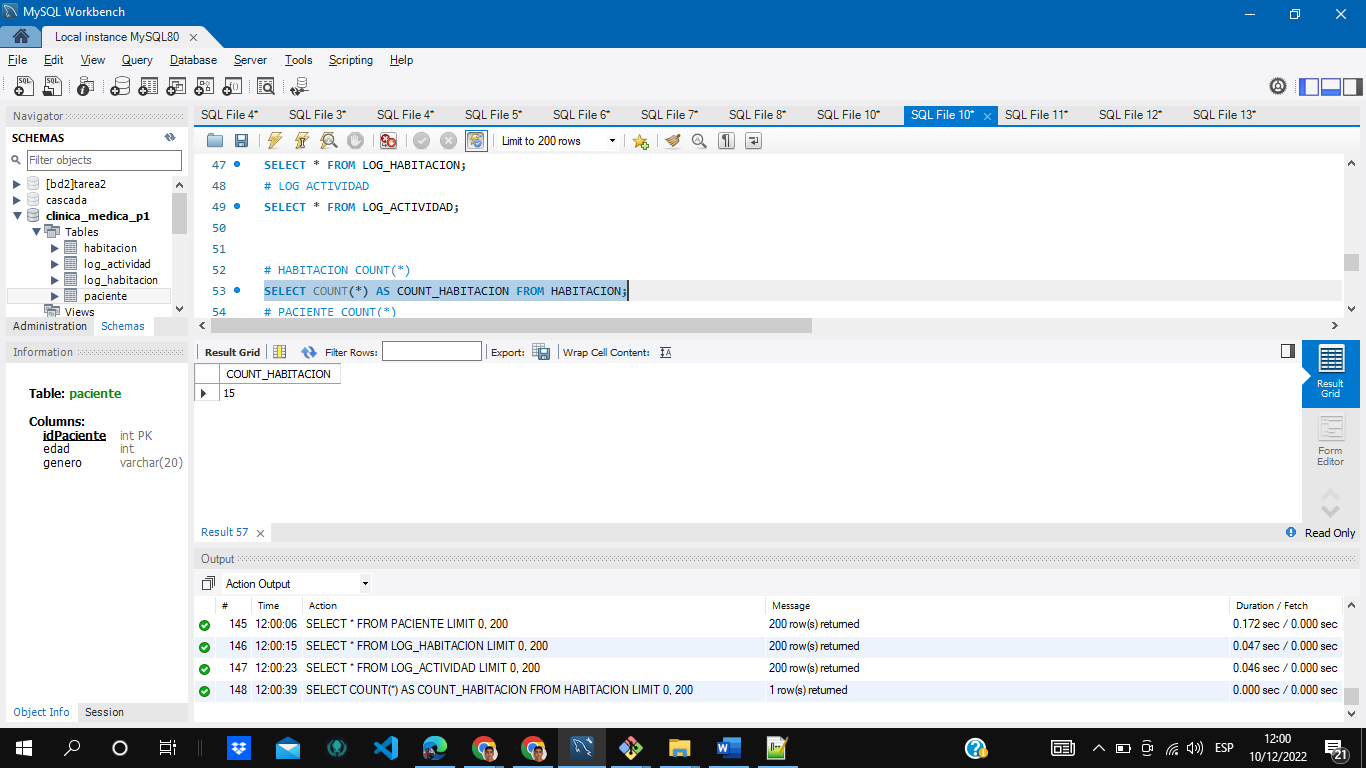 MySQL Workbench
Local instance MySQL80
File Edit View Query Database Server Tools Scripting Help
Navigator
SCHEMAS
Filter objects
[bd2]tarea2
cascada
clinica_medica_p1
Tables
habitacion
log_actividad
log_habitacion
paciente
Views
Administration Schemas
Information
Table: paciente
Columns:
idPaciente int PK
edad int
genero varchar(20)
Object Info Session
SQL File 4* SQL File 3* SQL File 4* SQL File 5* SQL File 6* SQL File 7* SQL File 8* SQL File 10* SQL File 10* SQL File 11* SQL File 12* SQL File 13*
Limit to 200 rows
47 SELECT * FROM LOG_HABITACION;
48 # LOG ACTIVIDAD
49 SELECT * FROM LOG_ACTIVIDAD;
50
51
52 # HABITACION COUNT(*)
53 SELECT COUNT(*) AS COUNT_HABITACION FROM HABITACION;
54 # PACIENTE COUNT(*)
Result Grid Filter Rows: Export: Wrap Cell Content:
COUNT_HABITACION
15
Result
Grid
Form
Editor
Result 57 Read Only
Output
Action Output
# Time Action Message Duration / Fetch
145 12:00:06 SELECT * FROM PACIENTE LIMIT 0, 200 200 row(s) returned 0.172 sec / 0.000 sec
146 12:00:15 SELECT * FROM LOG_HABITACION LIMIT 0, 200 200 row(s) returned 0.047 sec / 0.000 sec
147 12:00:23 SELECT * FROM LOG_ACTIVIDAD LIMIT 0, 200 200 row(s) returned 0.046 sec / 0.000 sec
148 12:00:39 SELECT COUNT(*) AS COUNT_HABITACION FROM HABITACION LIMIT 0, 200 1 row(s) returned 0.000 sec / 0.000 sec
ESP
12:00
10/12/2022
21